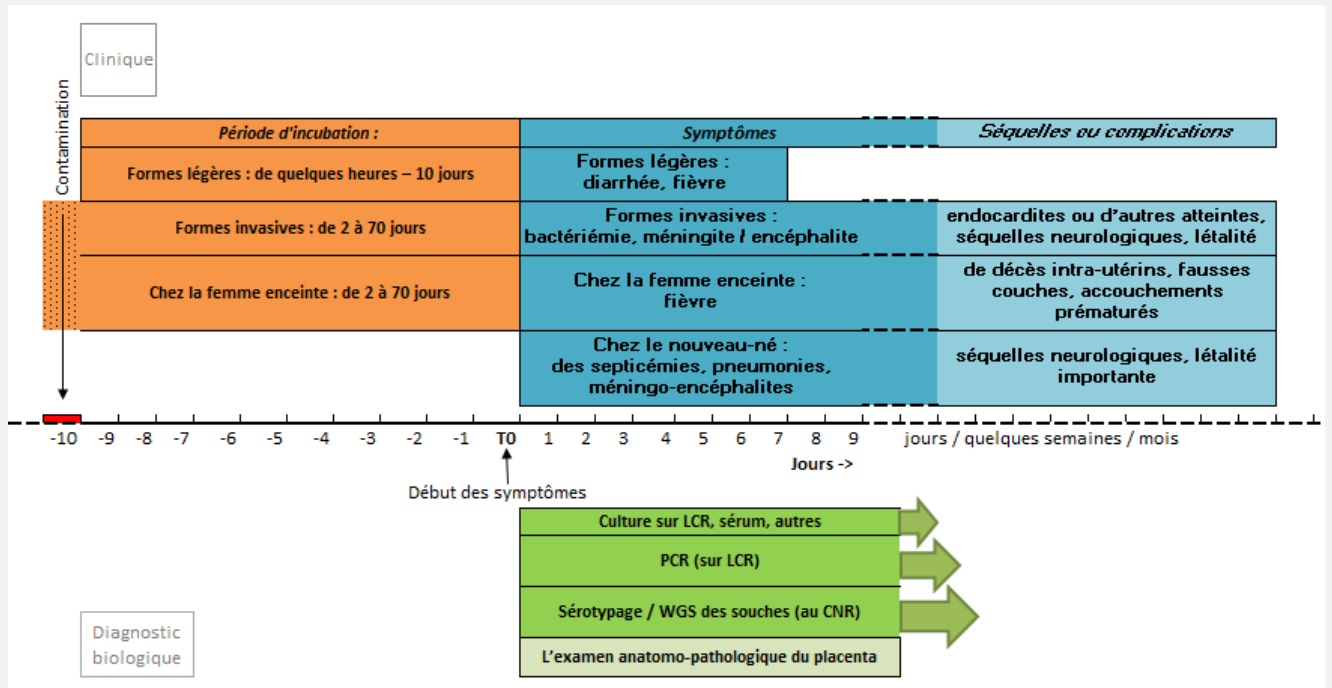 Clinique
Contamination
Période d'incubation :
Symptômes
Séquelles ou complications
Formes légères : de quelques heures – 10 jours
Formes légères :
diarrhée, fièvre
Formes invasives : de 2 à 70 jours
Formes invasives :
bactériémie, méningite / encéphalite
endocardites ou d'autres atteintes,
séquelles neurologiques, létalité
Chez la femme enceinte : de 2 à 70 jours
Chez la femme enceinte :
fièvre
de décès intra-utérins, fausses
couches, accouchements
prématurés
Chez le nouveau-né :
des septicémies, pneumonies,
méningo-encéphalites
séquelles neurologiques, létalité
importante
-10 -9 -8 -7 -6 -5 -4 -3 -2 -1 T0 1 2 3 4 5 6 7 8 9 jours / quelques semaines / mois
Jours ->
Début des symptômes
Culture sur LCR, sérum, autres
PCR (sur LCR)
Sérotypage / WGS des souches (au CNR)
L'examen anatomo-pathologique du placenta
Diagnostic
biologique